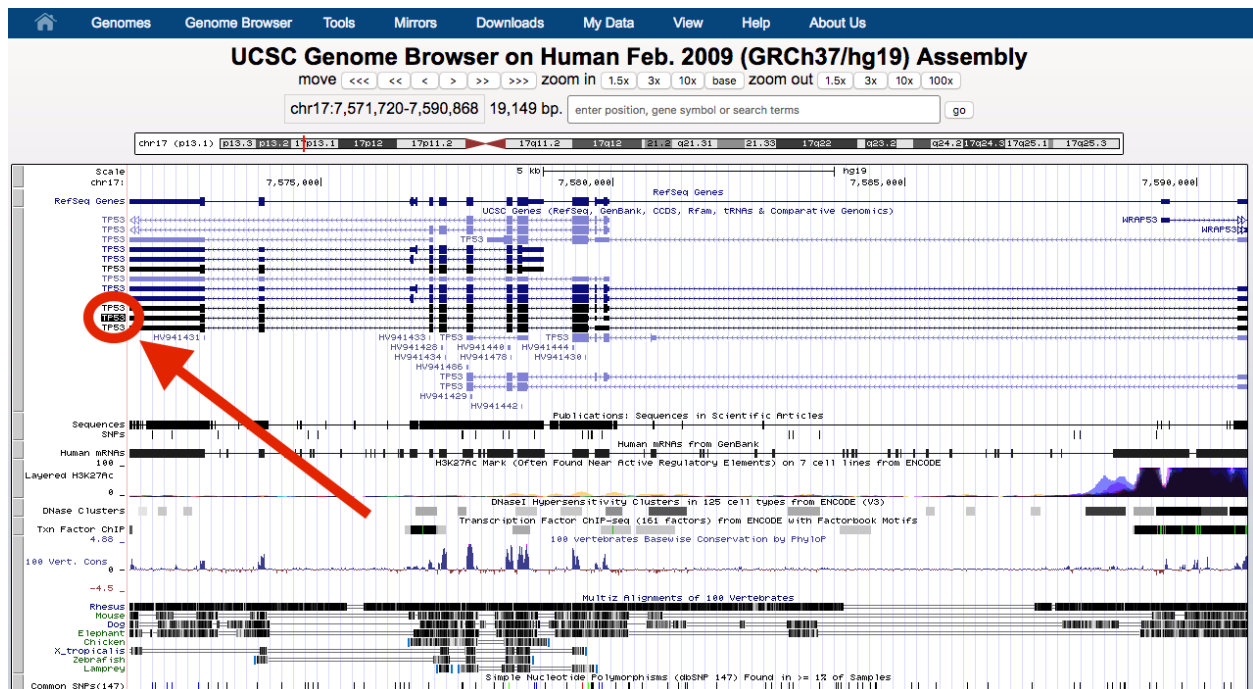 Genomes Genome Browser Tools Mirrors Downloads My Data View Help About Us
UCSC Genome Browser on Human Feb. 2009 (GRCh37/hg19) Assembly
move <<< << < > >> >>> zoom in 1.5x 3x 10x base zoom out 1.5x 3x 10x 100x
chr17:7,571,720-7,590,868 19,149 bp. enter position, gene symbol or search terms go
chr17 (p13.1) p13.3 p13.2 17p13.1 17p12 17p11.2 17q11.2 17q12 21.2 q21.31 21.33 17q22 q23.2 q24.2 17q24.3 17q25.1 17q25.3
Scale 5 kb hg19
chr17: 7,575,000 7,580,000 7,585,000 7,590,000
RefSeq Genes
RefSeq Genes
UCSC Genes (RefSeq, GenBank, CCDS, Rfam, tRNAs & Comparative Genomics)
TP53 WRAP53
TP53 WRAP53
TP53 TP53
TP53
TP53
TP53
TP53
TP53
TP53
TP53
TP53
TP53
HV941431 HV941433 TP53 TP53
HV941428 HV941440 HV941444
HV941434 HV941478 HV941430
HV941486
TP53
TP53
HV941429
HV941442
Publications: Sequences in Scientific Articles
Sequences
SNPs
Human mRNAs from GenBank
Human mRNAs
H3K27Ac Mark (Often Found Near Active Regulatory Elements) on 7 cell lines from ENCODE
100 _
Layered H3K27Ac
0 _
DNaseI Hypersensitivity Clusters in 125 cell types from ENCODE (V3)
DNase Clusters
Transcription Factor ChIP-seq (161 factors) from ENCODE with Factorbook Motifs
Txn Factor ChIP
100 vertebrates Basewise Conservation by PhyloP
4.88 _
100 Vert. Cons
0 _
-4.5 _
Multiz Alignments of 100 Vertebrates
Rhesus
Mouse
Dog
Elephant
Chicken
X_tropicalis
Zebrafish
Lamprey
Simple Nucleotide Polymorphisms (dbSNP 147) Found in >= 1% of Samples
Common SNPs(147)